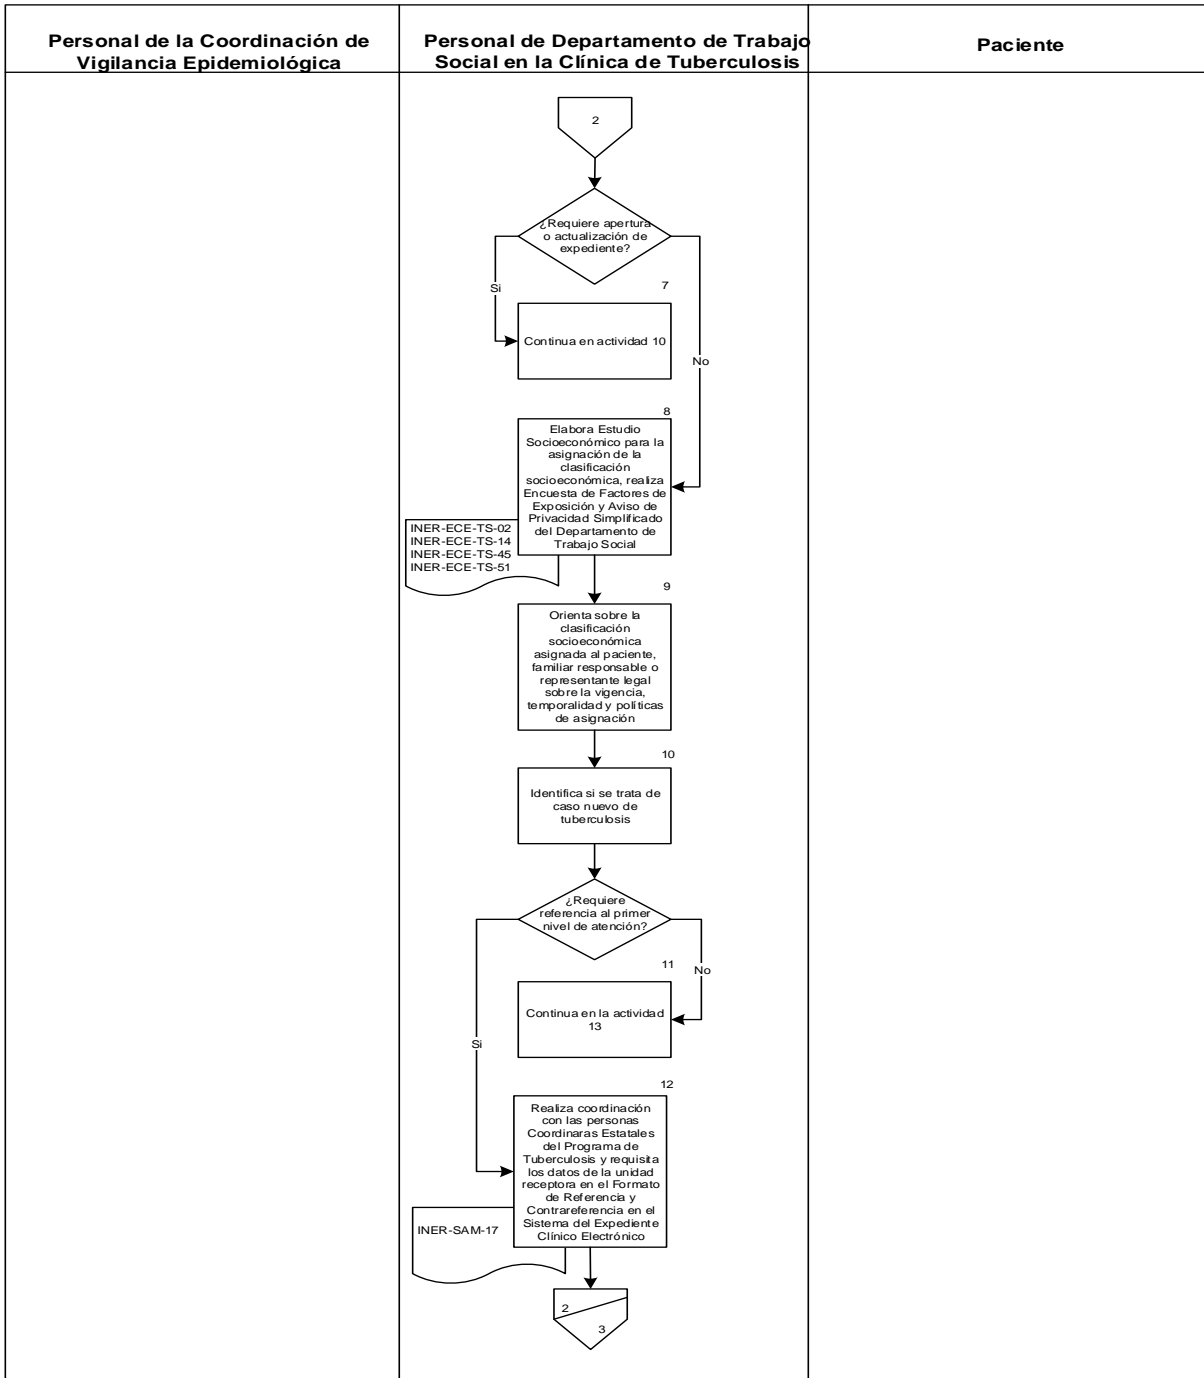 Personal de la Coordinación de
Vigilancia Epidemiológica
Personal de Departamento de Trabajo
Social en la Clínica de Tuberculosis
Paciente
2
¿Requiere apertura
o actualización de
expediente?
Si
7
Continua en actividad 10
No
8
Elabora Estudio
Socioeconómico para la
asignación de la
clasificación
socioeconómica, realiza
Encuesta de Factores de
Exposición y Aviso de
Privacidad Simplificado
del Departamento de
Trabajo Social
INER-ECE-TS-02
INER-ECE-TS-14
INER-ECE-TS-45
INER-ECE-TS-51
9
Orienta sobre la
clasificación
socioeconómica
asignada al paciente,
familiar responsable o
representante legal
sobre la vigencia,
temporalidad y políticas
de asignación
10
Identifica si se trata de
caso nuevo de
tuberculosis
¿Requiere
referencia al primer
nivel de atención?
11
No
Continua en la actividad
13
Si
12
Realiza coordinación
con las personas
Coordinaras Estatales
del Programa de
Tuberculosis y requisita
los datos de la unidad
receptora en el Formato
de Referencia y
Contrareferencia en el
Sistema del Expediente
Clínico Electrónico
INER-SAM-17
2
3